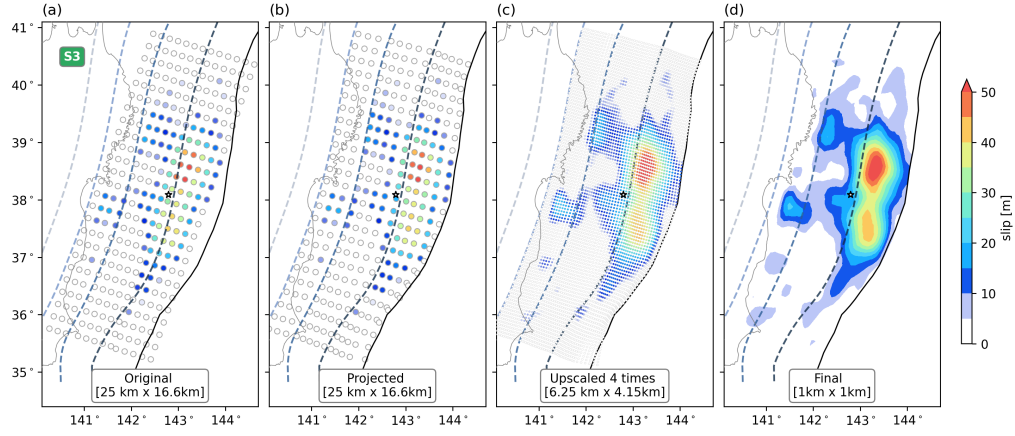 (a)
(b)
(c)
(d)
41°
40°
39°
38°
37°
36°
35°
S3
Original
[25 km x 16.6km]
Projected
[25 km x 16.6km]
Upscaled 4 times
[6.25 km x 4.15km]
Final
[1km x 1km]
141° 142° 143° 144°
141° 142° 143° 144°
141° 142° 143° 144°
141° 142° 143° 144°
50
40
30
20
10
0
slip [m]